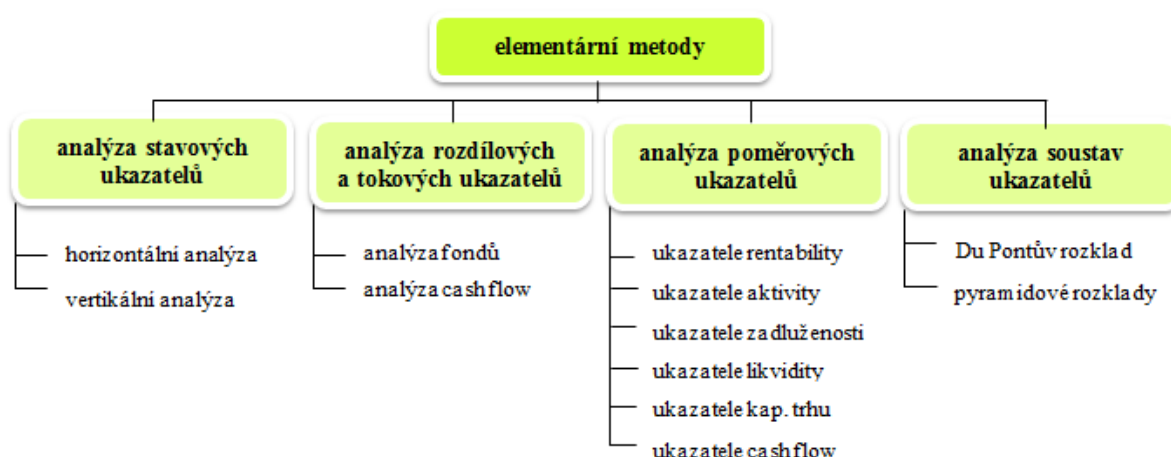 elementární metody
analýza stavových
ukazatelů
horizontální analýza
vertikální analýza
analýza rozdílových
a tokových ukazatelů
analýza fondů
analýza cash flow
analýza poměrových
ukazatelů
ukazatele rentability
ukazatele aktivity
ukazatele zadluženosti
ukazatele likvidity
ukazatele kap. trhu
ukazatele cash flow
analýza soustav
ukazatelů
Du Pontův rozklad
pyramidové rozklady